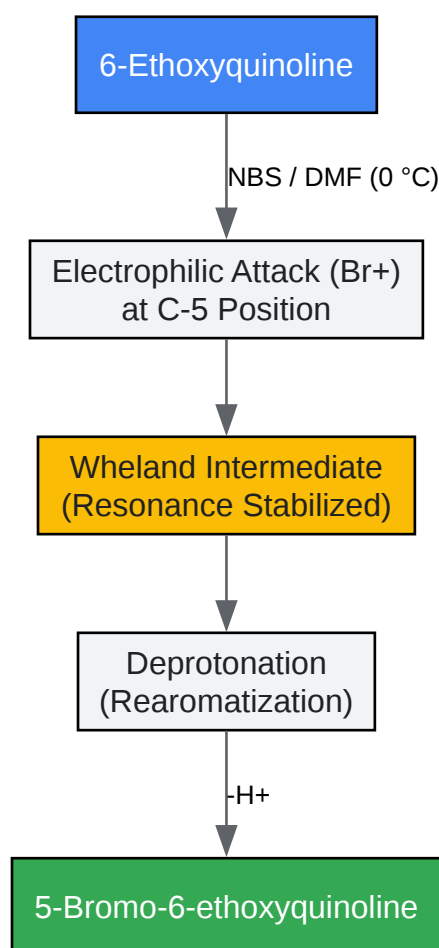 6-Ethoxyquinoline
NBS / DMF (0 °C)
Electrophilic Attack (Br+)
at C-5 Position
Wheland Intermediate
(Resonance Stabilized)
Deprotonation
(Rearomatization)
-H+
5-Bromo-6-ethoxyquinoline